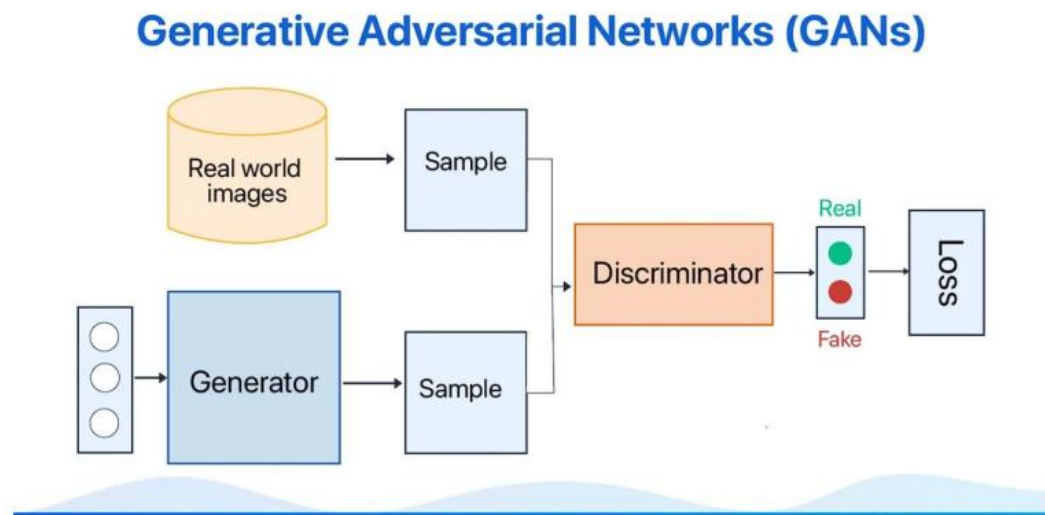 Generative Adversarial Networks (GANs)
Real world
images
Sample
Real
Discriminator
Loss
Fake
Generator
Sample